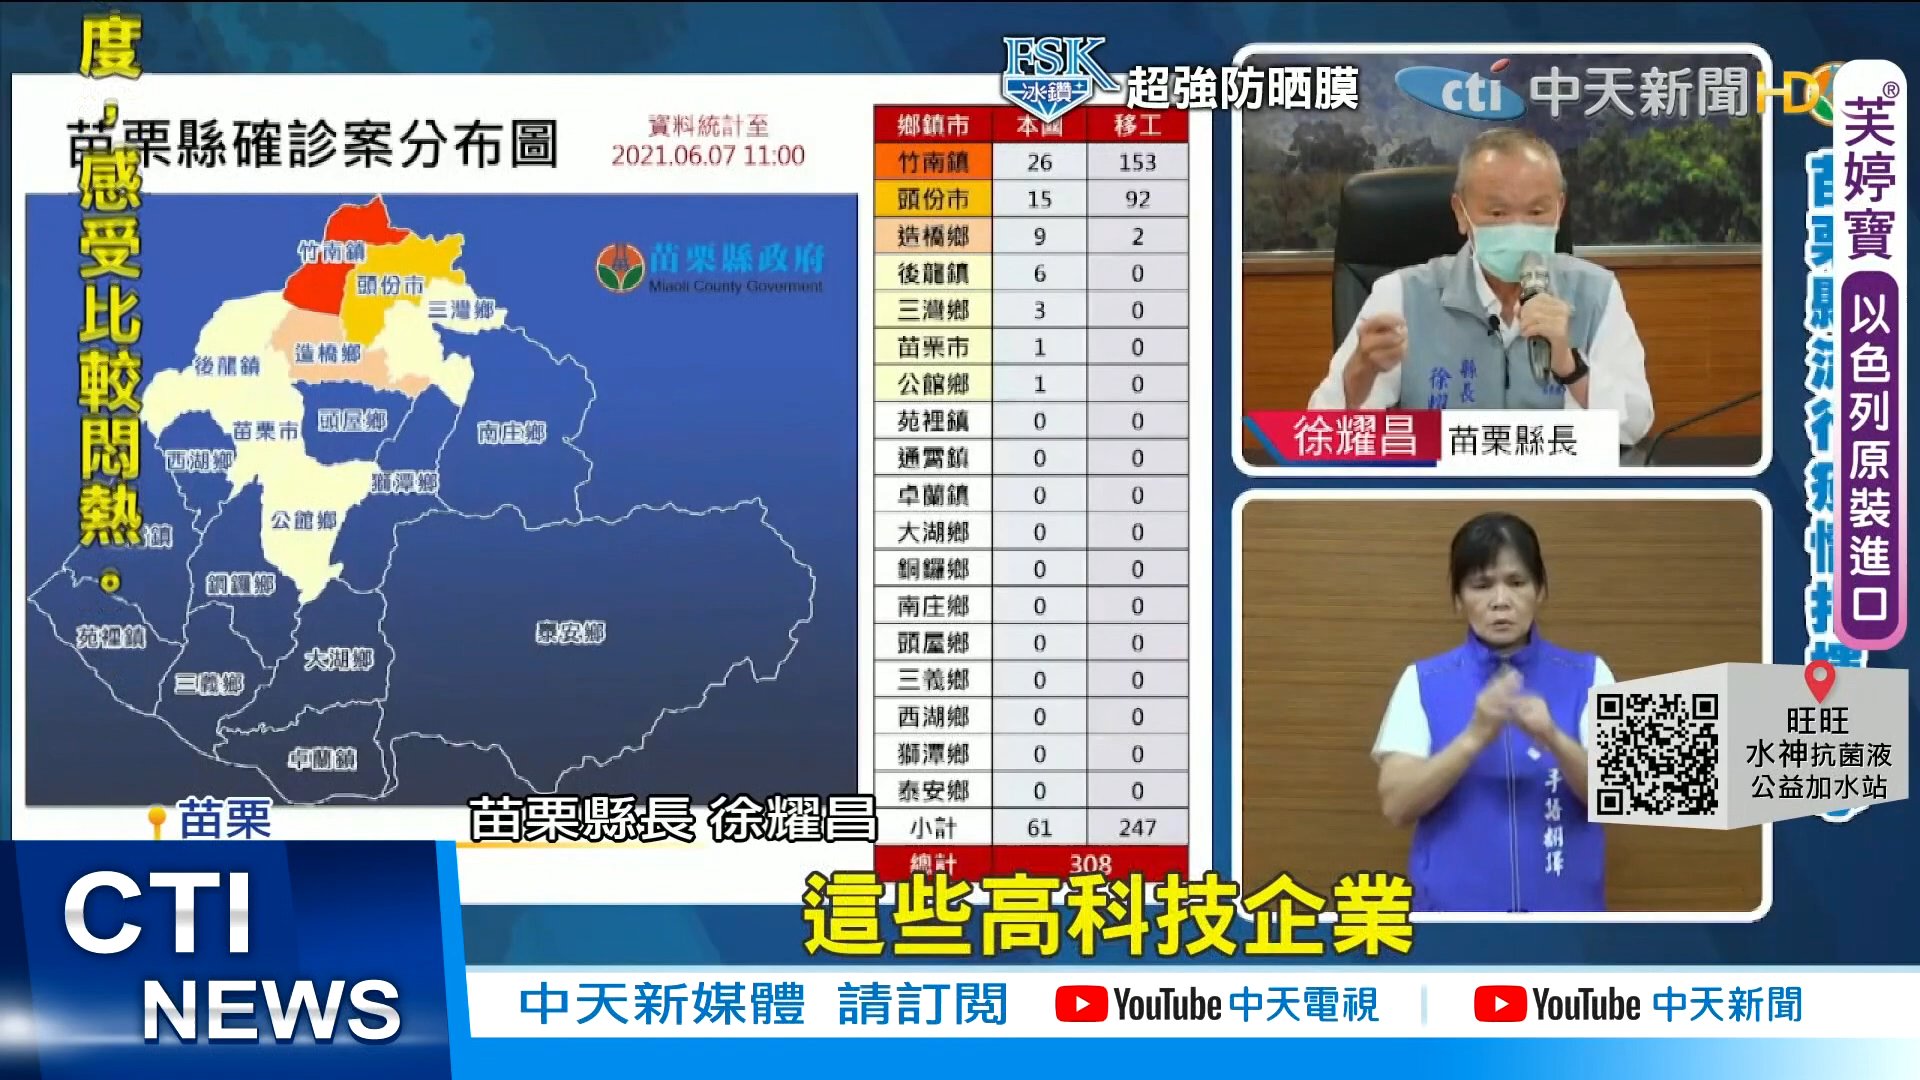 度，感受比較悶熱。
苗栗縣確診案分布圖
資料統計至
2021.06.07 11:00
苗栗縣政府
Miaoli County Goverment
竹南鎮
頭份市
三灣鄉
造橋鄉
後龍鎮
頭屋鄉
苗栗市
南庄鄉
西湖鄉
獅潭鄉
公館鄉
銅鑼鄉
苑裡鎮
泰安鄉
大湖鄉
三義鄉
卓蘭鎮
鄉鎮市 本國 移工
竹南鎮 26 153
頭份市 15 92
造橋鄉 9 2
後龍鎮 6 0
三灣鄉 3 0
苗栗市 1 0
公館鄉 1 0
苑裡鎮 0 0
通霄鎮 0 0
卓蘭鎮 0 0
大湖鄉 0 0
銅鑼鄉 0 0
南庄鄉 0 0
頭屋鄉 0 0
三義鄉 0 0
西湖鄉 0 0
獅潭鄉 0 0
泰安鄉 0 0
小計 61 247
總計 308
FSK
冰鑽
超強防晒膜
cti 中天新聞 HD
徐耀昌 苗栗縣長
縣長
芙婷寶®
以色列原裝進口
旺旺
水神抗菌液
公益加水站
苗栗
苗栗縣長 徐耀昌
這些高科技企業
CTI
NEWS
中天新媒體 請訂閱 YouTube 中天電視 YouTube 中天新聞